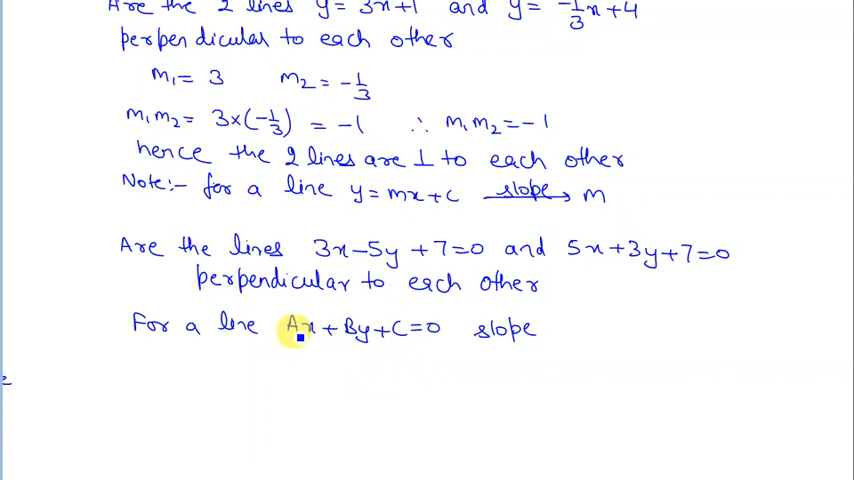 Are the 2 lines y = 3x+1 and y = -1/3 x+4
perpendicular to each other
m₁ = 3 m₂ = -1/3
m₁m₂ = 3×(-1/3) = -1 ∴ m₁m₂ = -1
hence the 2 lines are ⊥ to each other
Note:- for a line y = mx+c slope → m
Are the lines 3x-5y+7=0 and 5x+3y+7=0
perpendicular to each other
For a line Ax+By+C=0 slope